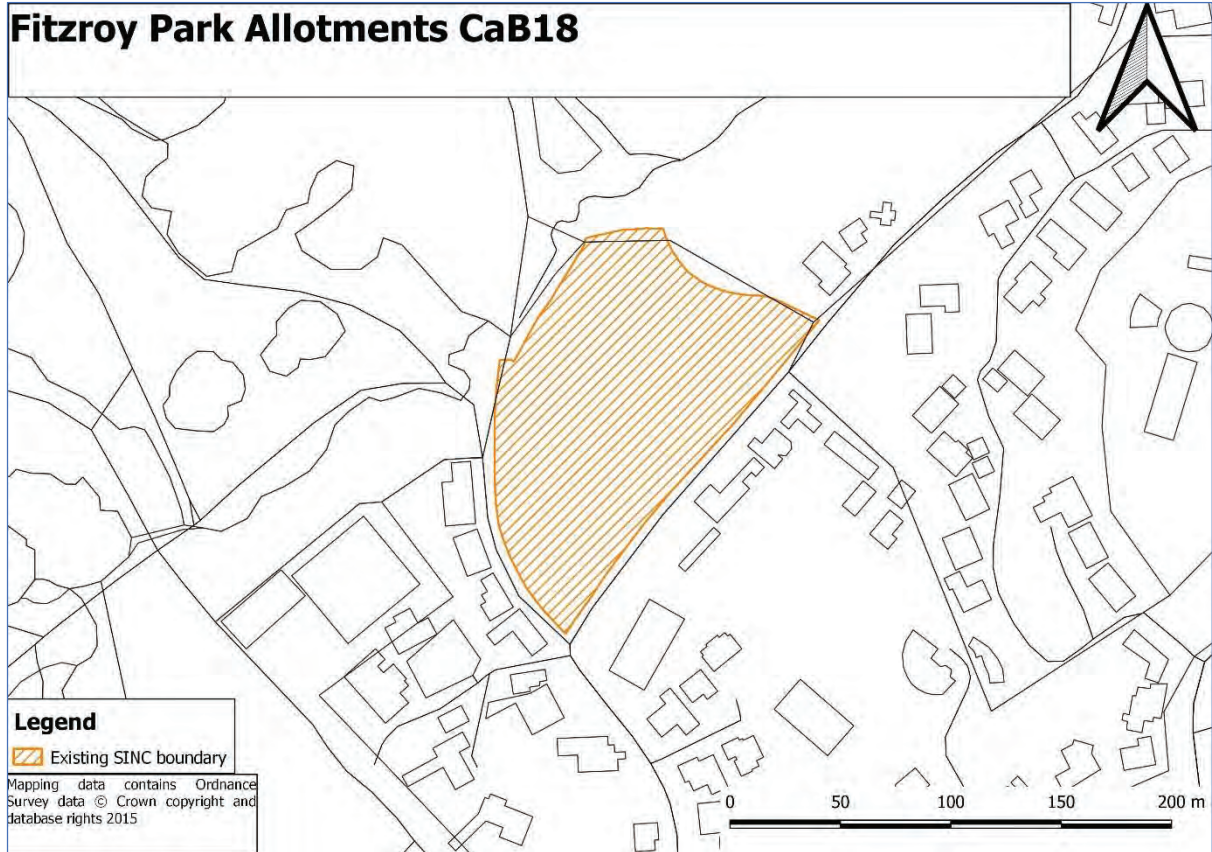 Fitzroy Park Allotments CaB18
Legend
Existing SINC boundary
Mapping data contains Ordnance
Survey data © Crown copyright and
database rights 2015
0 50 100 150 200 m